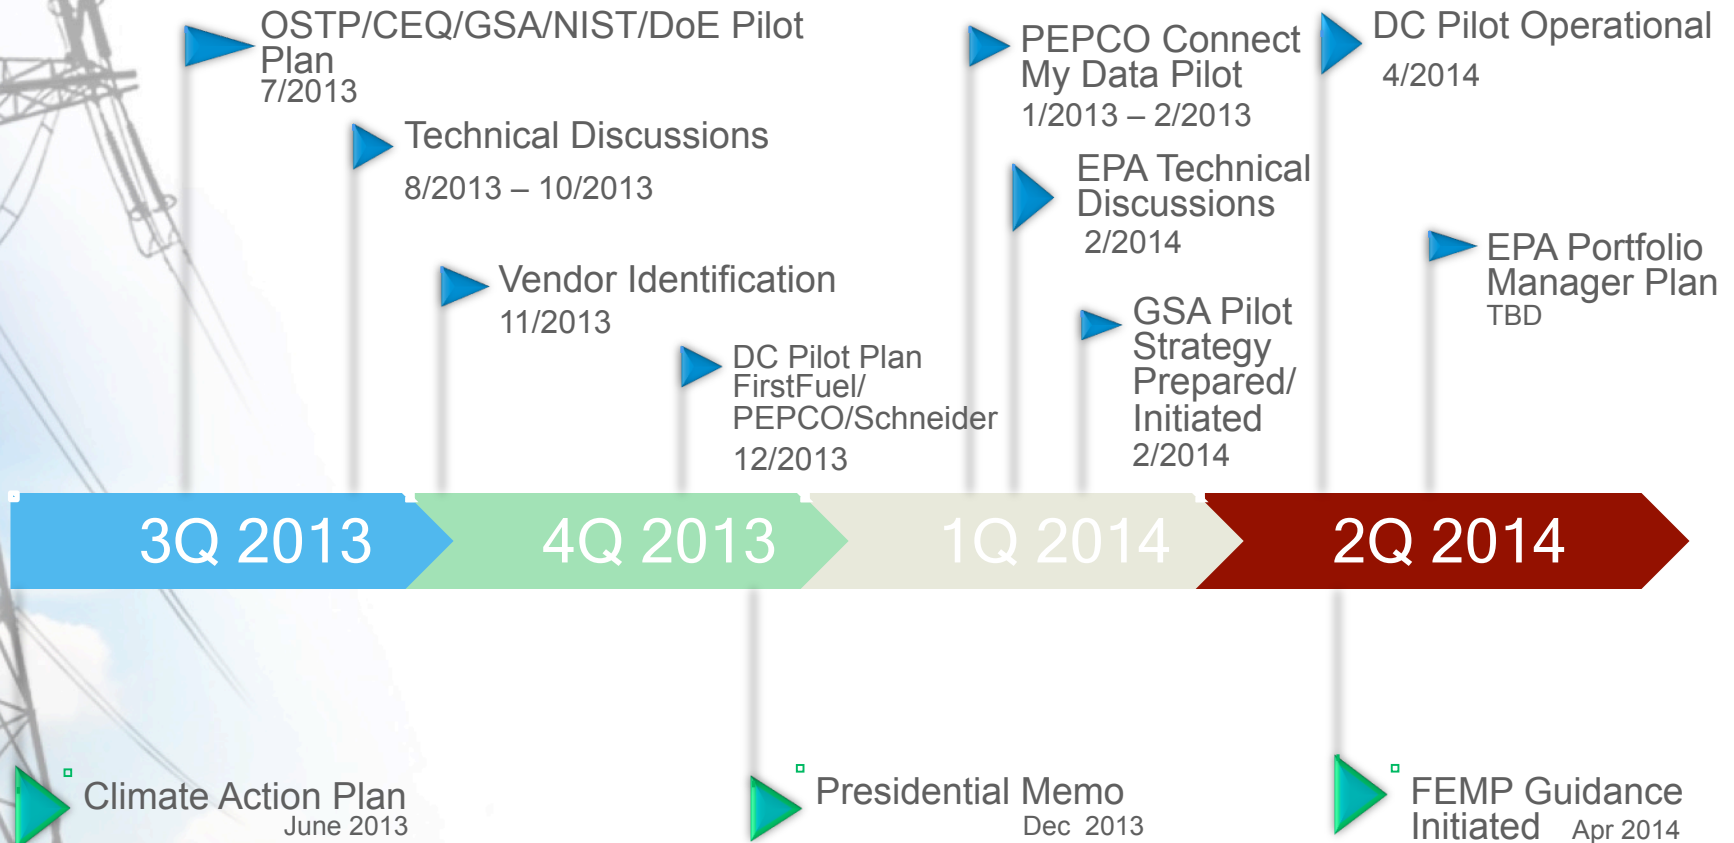 OSTP/CEQ/GSA/NIST/DoE Pilot
Plan
7/2013
Technical Discussions
8/2013 – 10/2013
Vendor Identification
11/2013
DC Pilot Plan
FirstFuel/
PEPCO/Schneider
12/2013
PEPCO Connect
My Data Pilot
1/2013 – 2/2013
EPA Technical
Discussions
2/2014
GSA Pilot
Strategy
Prepared/
Initiated
2/2014
DC Pilot Operational
4/2014
EPA Portfolio
Manager Plan
TBD
3Q 2013
4Q 2013
1Q 2014
2Q 2014
Climate Action Plan
June 2013
Presidential Memo
Dec 2013
FEMP Guidance
Initiated Apr 2014